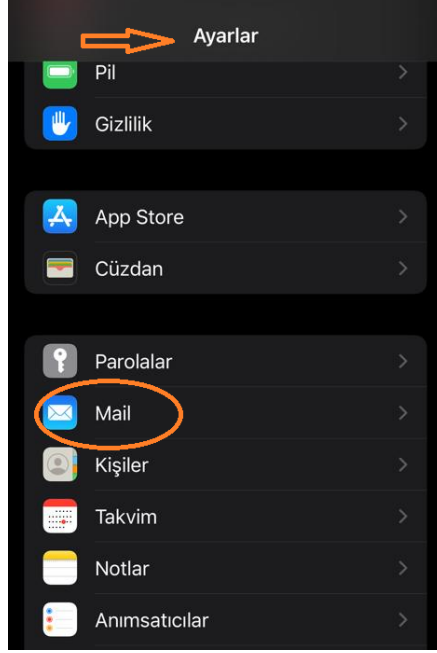 Ayarlar
Pil
Gizlilik
App Store
Cüzdan
Parolalar
Mail
Kişiler
Takvim
Notlar
Anımsatıcılar